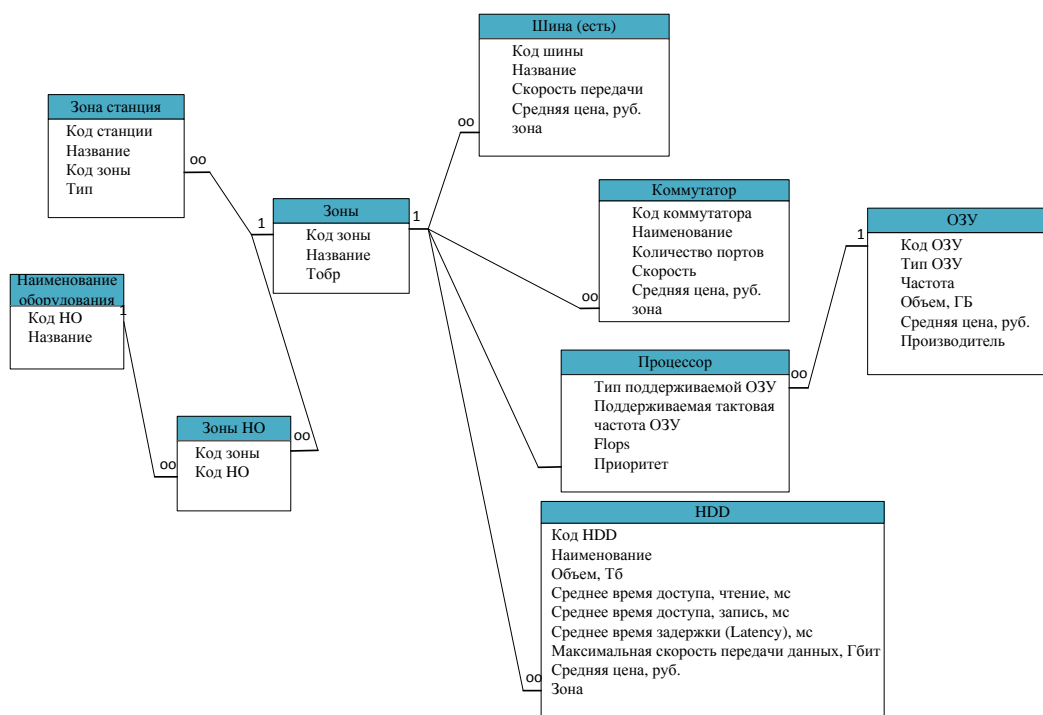 Шина (есть)
Код шины
Название
Скорость передачи
Средняя цена, руб.
зона
oo
Зона станция
Код станции
Название
Код зоны
Тип
oo
Зоны
Код зоны
Название
Тобр
1
1
Коммутатор
Код коммутатора
Наименование
Количество портов
Скорость
Средняя цена, руб.
зона
oo
ОЗУ
Код ОЗУ
Тип ОЗУ
Частота
Объем, ГБ
Средняя цена, руб.
Производитель
1
Наименование
оборудования
Код НО
Название
1
Процессор
Тип поддерживаемой ОЗУ
Поддерживаемая тактовая
частота ОЗУ
Flops
Приоритет
oo
Зоны НО
Код зоны
Код НО
oo
oo
HDD
Код HDD
Наименование
Объем, Тб
Среднее время доступа, чтение, мс
Среднее время доступа, запись, мс
Среднее время задержки (Latency), мс
Максимальная скорость передачи данных, Гбит
Средняя цена, руб.
Зона
oo